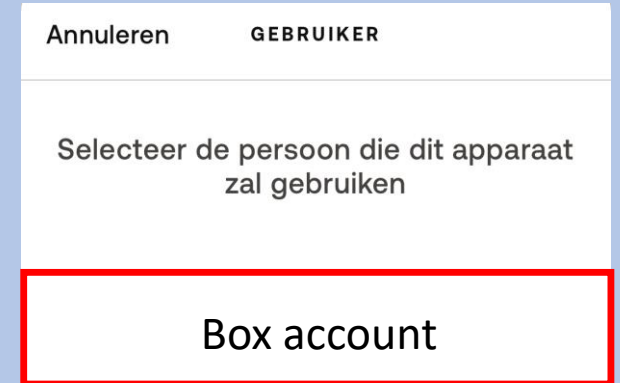 Annuleren GEBRUIKER
Selecteer de persoon die dit apparaat
zal gebruiken
Box account